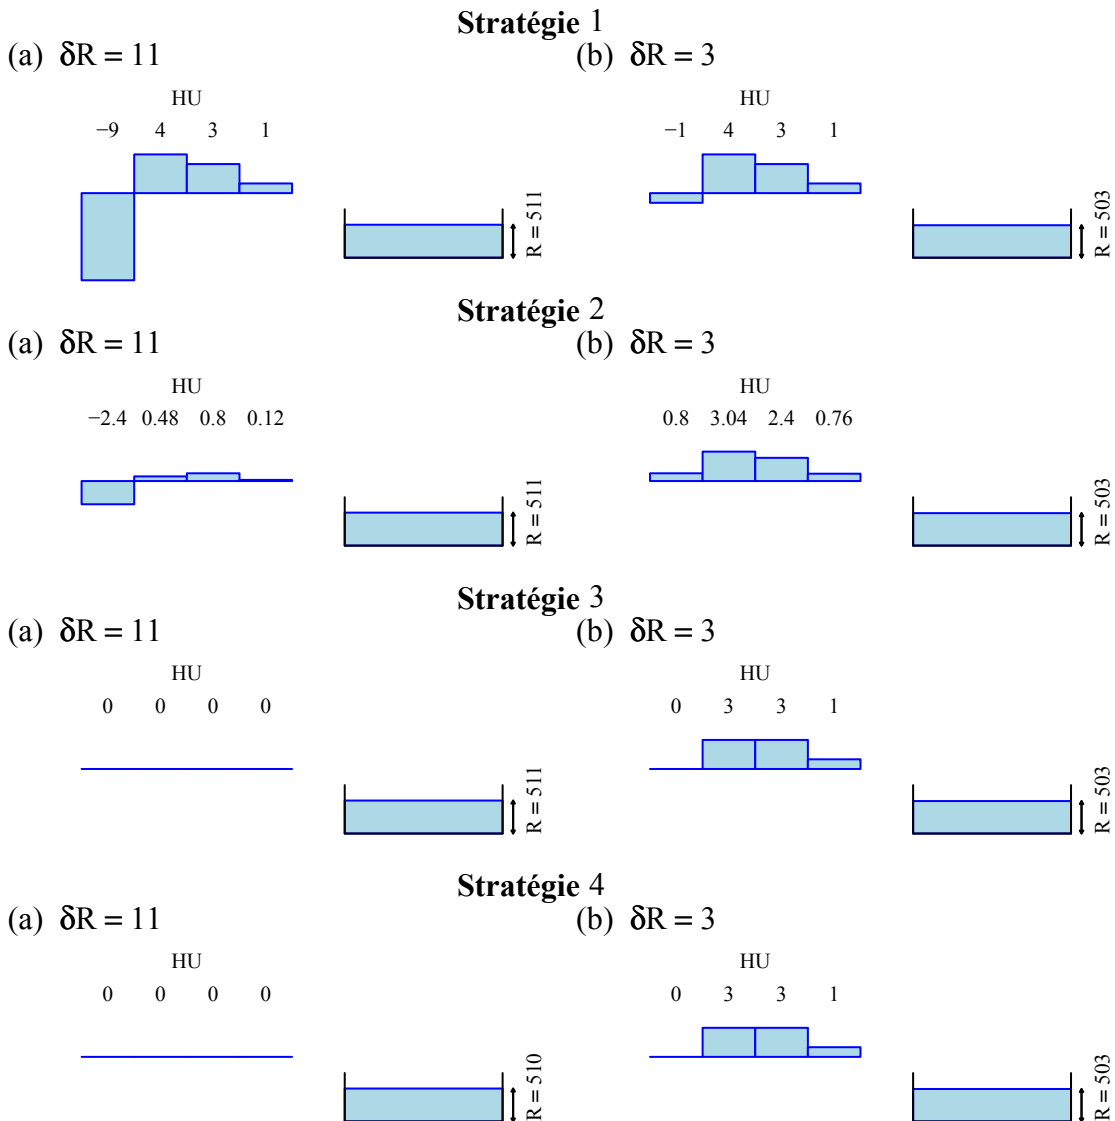 Stratégie 1
(a) δR = 11 (b) δR = 3
HU HU
−9 4 3 1 −1 4 3 1
R = 511 R = 503
Stratégie 2
(a) δR = 11 (b) δR = 3
HU HU
−2.4 0.48 0.8 0.12 0.8 3.04 2.4 0.76
R = 511 R = 503
Stratégie 3
(a) δR = 11 (b) δR = 3
HU HU
0 0 0 0 0 3 3 1
R = 511 R = 503
Stratégie 4
(a) δR = 11 (b) δR = 3
HU HU
0 0 0 0 0 3 3 1
R = 510 R = 503